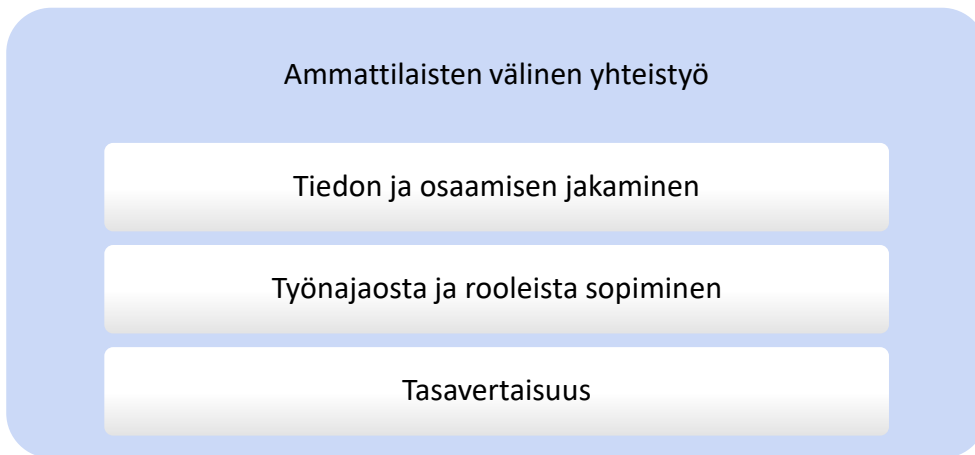 Ammattilaisten välinen yhteistyö
Tiedon ja osaamisen jakaminen
Työnajaosta ja rooleista sopiminen
Tasavertaisuus